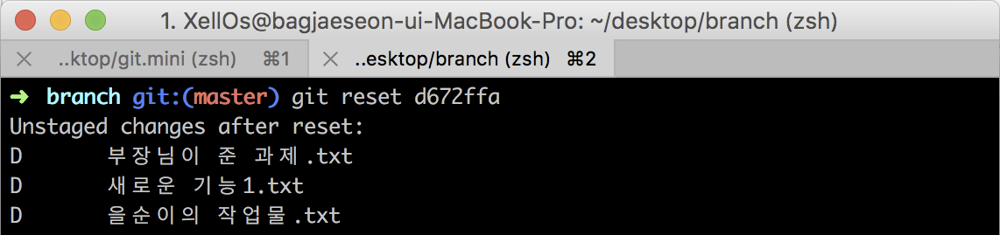 1. XellOs@bagjaeseon-ui-MacBook-Pro: ~/desktop/branch (zsh)
..ktop/git.mini (zsh) ⌘1 ..esktop/branch (zsh) ⌘2
➜ branch git:(master) git reset d672ffa
Unstaged changes after reset:
D 부장님이 준 과제.txt
D 새로운 기능1.txt
D 을순이의 작업물.txt